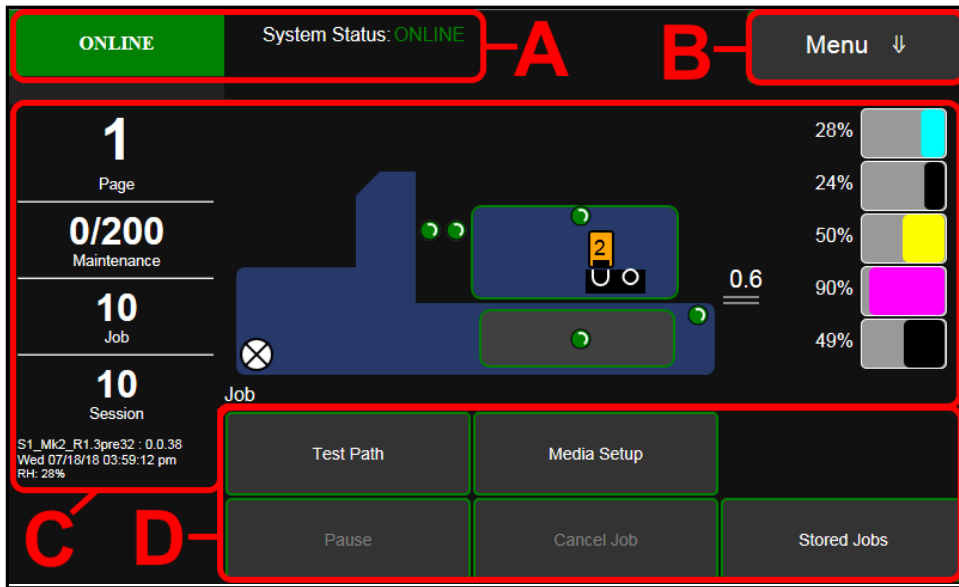 ONLINE
System Status: ONLINE
A
B
Menu ⇓
1
Page
0/200
Maintenance
10
Job
10
Session
S1_Mk2_R1.3pre32 : 0.0.38
Wed 07/18/18 03:59:12 pm
RH: 28%
2
0.6
28%
24%
50%
90%
49%
Job
Test Path
Media Setup
C
D
Pause
Cancel Job
Stored Jobs